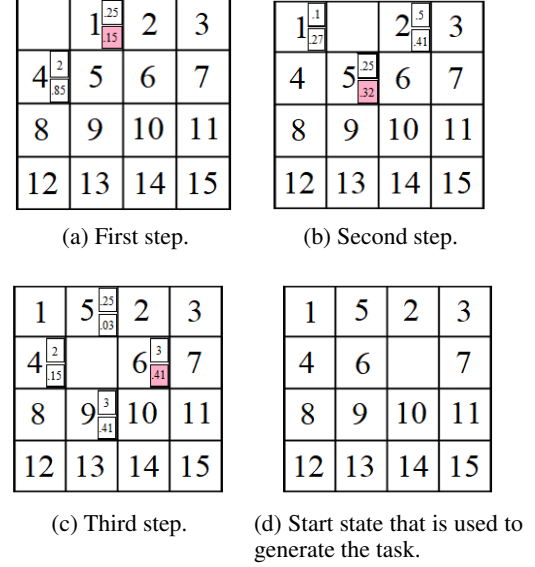 1 .25 .15 2 3
4 2 .85 5 6 7
8 9 10 11
12 13 14 15
(a) First step.
1 .1 .27 2 .5 .41 3
4 5 .25 .32 6 7
8 9 10 11
12 13 14 15
(b) Second step.
1 5 .25 .03 2 3
4 2 .15 6 3 .41 7
8 9 3 .41 10 11
12 13 14 15
(c) Third step.
1 5 2 3
4 6 7
8 9 10 11
12 13 14 15
(d) Start state that is used to
generate the task.